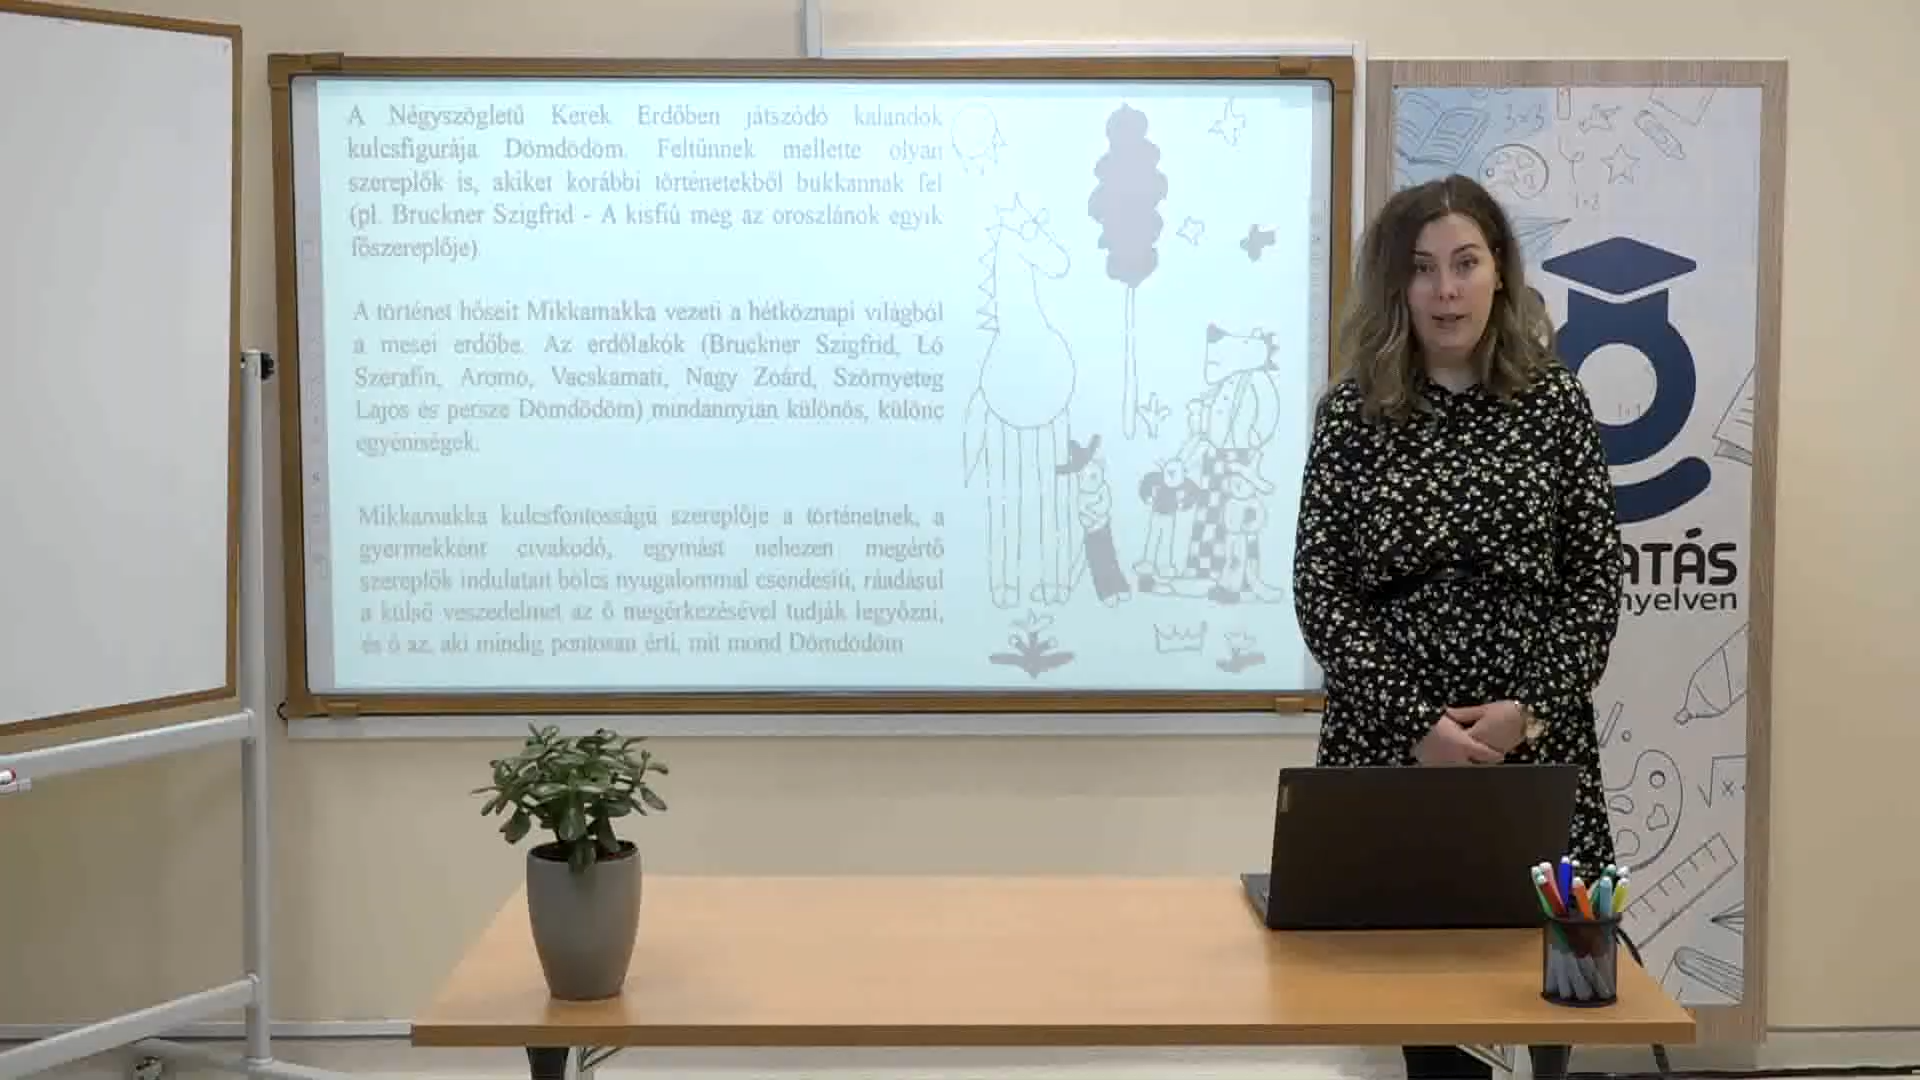 A Négyszögletű Kerek Erdőben játszódó kalandok
kulcsfigurája Dömdödöm. Feltűnnek mellette olyan
szereplők is, akiket korábbi történetekből bukkannak fel
(pl. Bruckner Szigfrid - A kisfiú meg az oroszlánok egyik
főszereplője).
A történet hőseit Mikkamakka vezeti a hétköznapi világból
a mesei erdőbe. Az erdőlakók (Bruckner Szigfrid, Ló
Szerafin, Aromo, Vacskamati, Nagy Zoárd, Szörnyeteg
Lajos és persze Dömdödöm) mindannyian különös, különc
egyéniségek.
Mikkamakka kulcsfontosságú szereplője a történetnek, a
gyermekként civakodó, egymást nehezen megértő
szereplők indulatait bölcs nyugalommal csendesíti, ráadásul
a külső veszedelmet az ő megérkezésével tudják legyőzni,
és ő az, aki mindig pontosan érti, mit mond Dömdödöm
ATÁS
nyelven